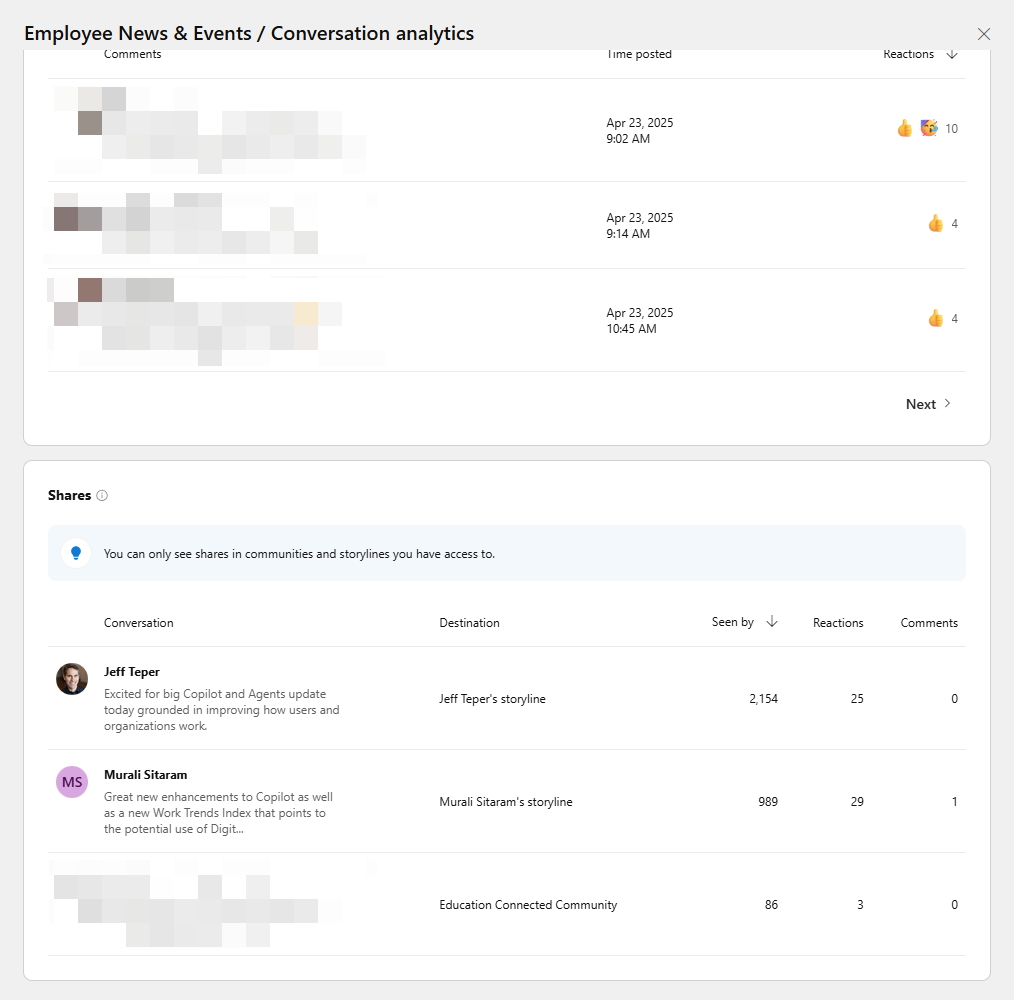 Employee News & Events / Conversation analytics
Comments Time posted Reactions
Apr 23, 2025
9:02 AM
10
Apr 23, 2025
9:14 AM
4
Apr 23, 2025
10:45 AM
4
Next
Shares
You can only see shares in communities and storylines you have access to.
Conversation Destination Seen by Reactions Comments
Jeff Teper
Excited for big Copilot and Agents update
today grounded in improving how users and
organizations work.
Jeff Teper's storyline 2,154 25 0
MS
Murali Sitaram
Great new enhancements to Copilot as well
as a new Work Trends Index that points to
the potential use of Digit...
Murali Sitaram's storyline 989 29 1
Education Connected Community 86 3 0